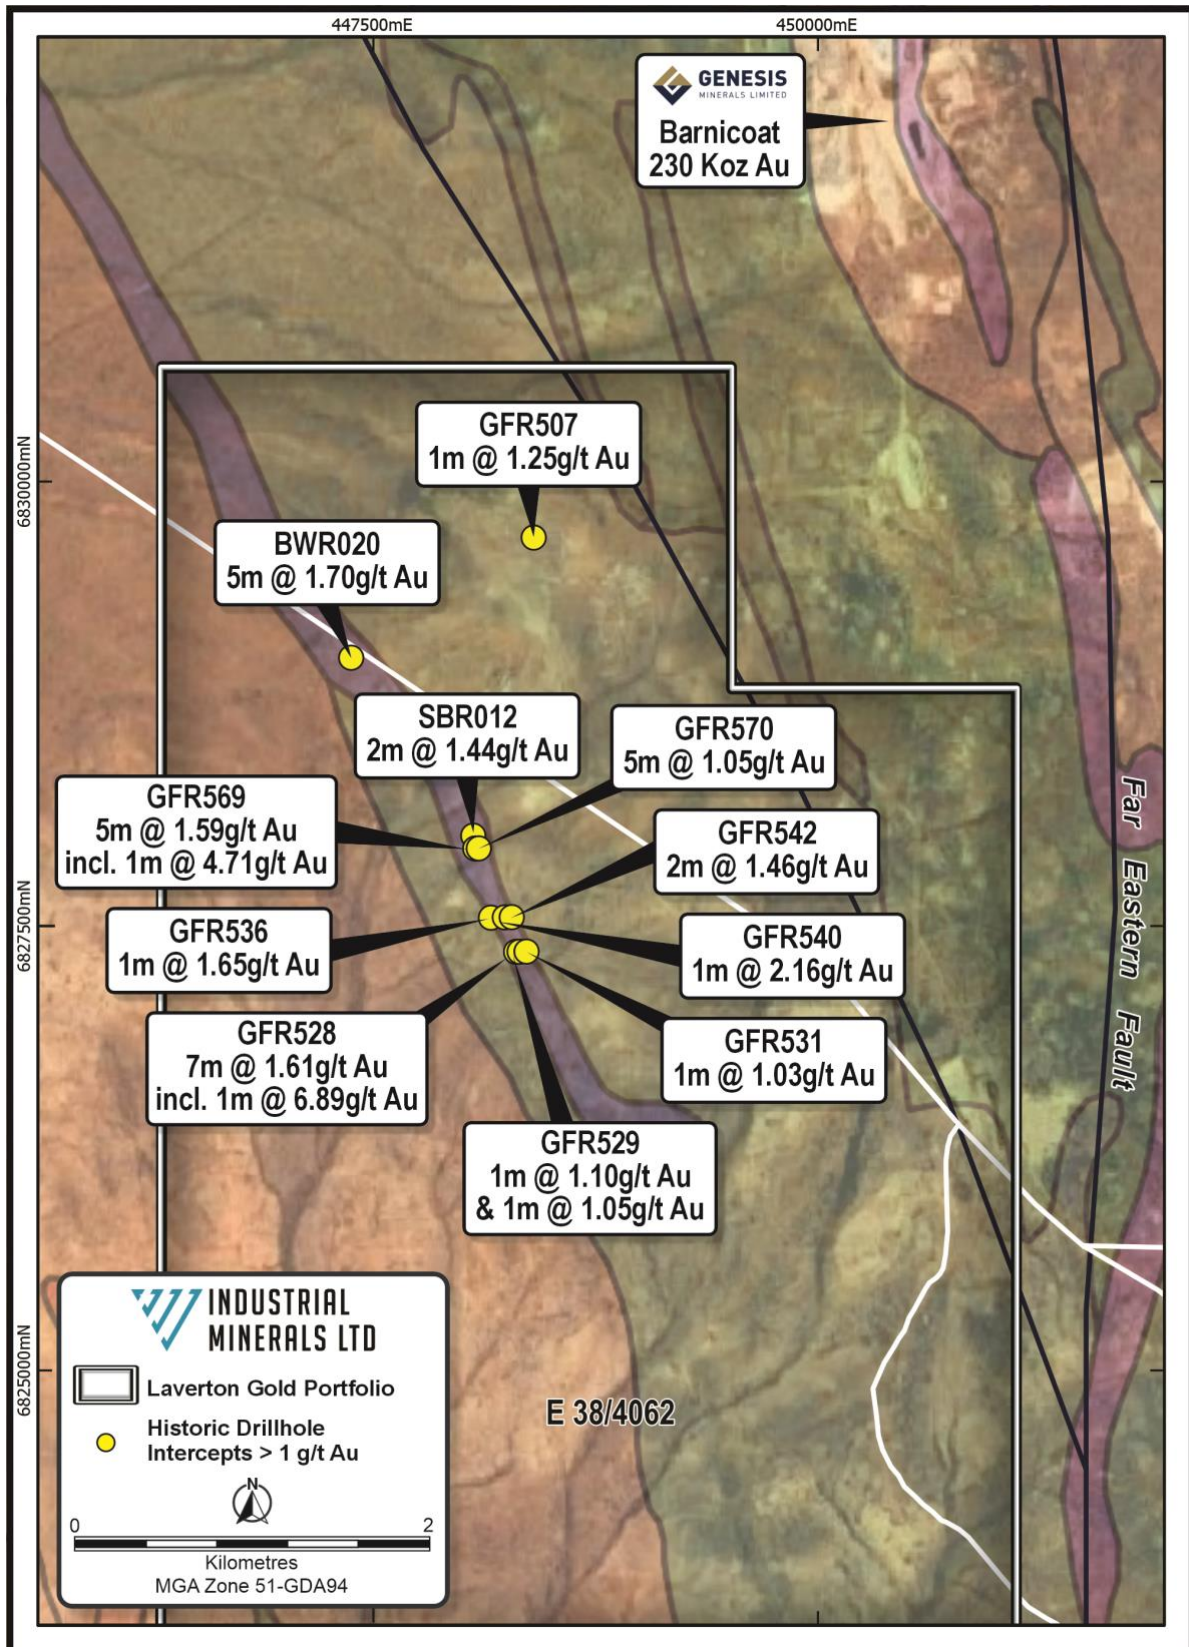 447500mE
450000mE
GENESIS
MINERALS LIMITED
Barnicoat
230 Koz Au
GFR507
1m @ 1.25g/t Au
6830000mN
BWR020
5m @ 1.70g/t Au
SBR012
2m @ 1.44g/t Au
GFR570
5m @ 1.05g/t Au
GFR569
5m @ 1.59g/t Au
incl. 1m @ 4.71g/t Au
GFR542
2m @ 1.46g/t Au
Far Eastern Fault
6827500mN
GFR536
1m @ 1.65g/t Au
GFR540
1m @ 2.16g/t Au
GFR528
7m @ 1.61g/t Au
incl. 1m @ 6.89g/t Au
GFR531
1m @ 1.03g/t Au
GFR529
1m @ 1.10g/t Au
& 1m @ 1.05g/t Au
6825000mN
INDUSTRIAL
MINERALS LTD
Laverton Gold Portfolio
Historic Drillhole
Intercepts > 1 g/t Au
N
0 2
Kilometres
MGA Zone 51-GDA94
E 38/4062